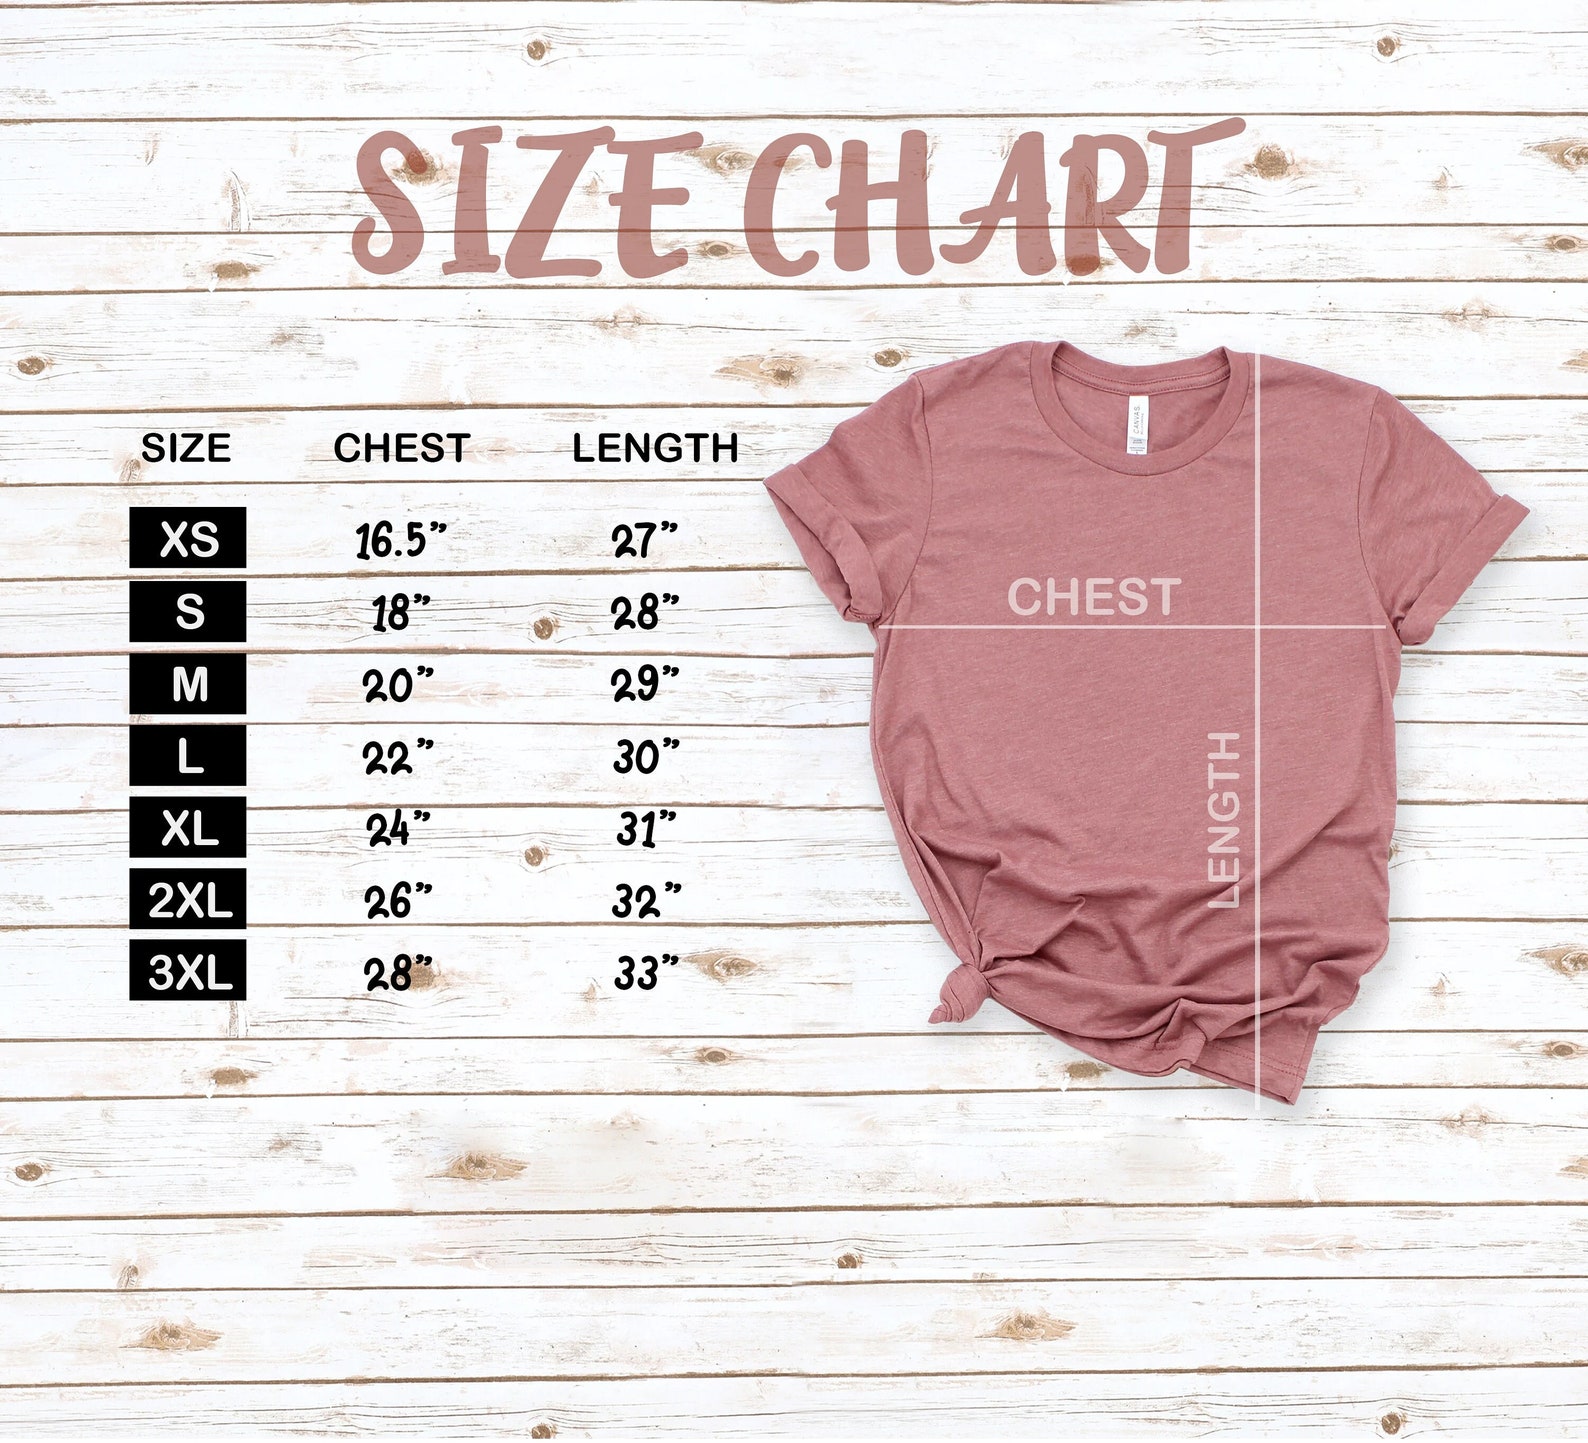 SIZE CHART
SIZE CHEST LENGTH
XS 16.5” 27”
S 18” 28”
M 20” 29”
L 22” 30”
XL 24” 31”
2XL 26” 32”
3XL 28” 33”
CANVAS
CHEST
LENGTH